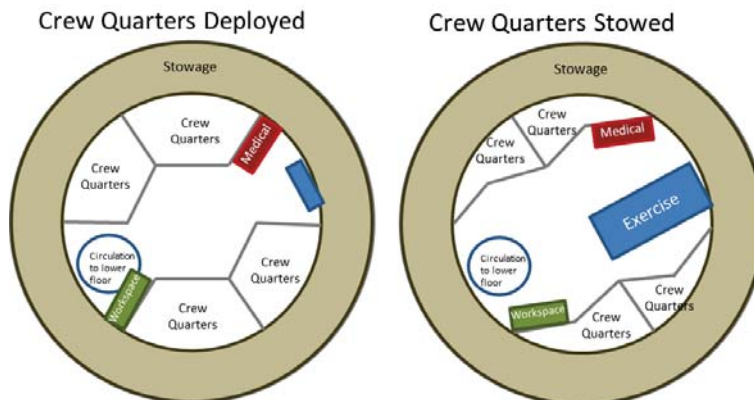 Crew Quarters Deployed
Stowage
Crew
Quarters
Medical
Crew
Quarters
Circulation
to lower
floor
Crew
Quarters
Workspace
Crew
Quarters
Crew Quarters Stowed
Stowage
Crew
Quarters
Medical
Crew
Quarters
Exercise
Circulation
to lower
floor
Crew
Quarters
Workspace
Crew
Quarters